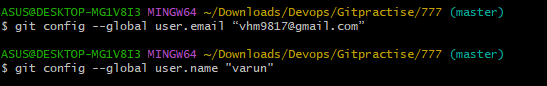 ASUS@DESKTOP-MG1V8I3 MINGW64 ~/Downloads/Devops/Gitpractise/777 (master)
$ git config --global user.email “vhm9817@gmail.com”
ASUS@DESKTOP-MG1V8I3 MINGW64 ~/Downloads/Devops/Gitpractise/777 (master)
$ git config --global user.name "varun"